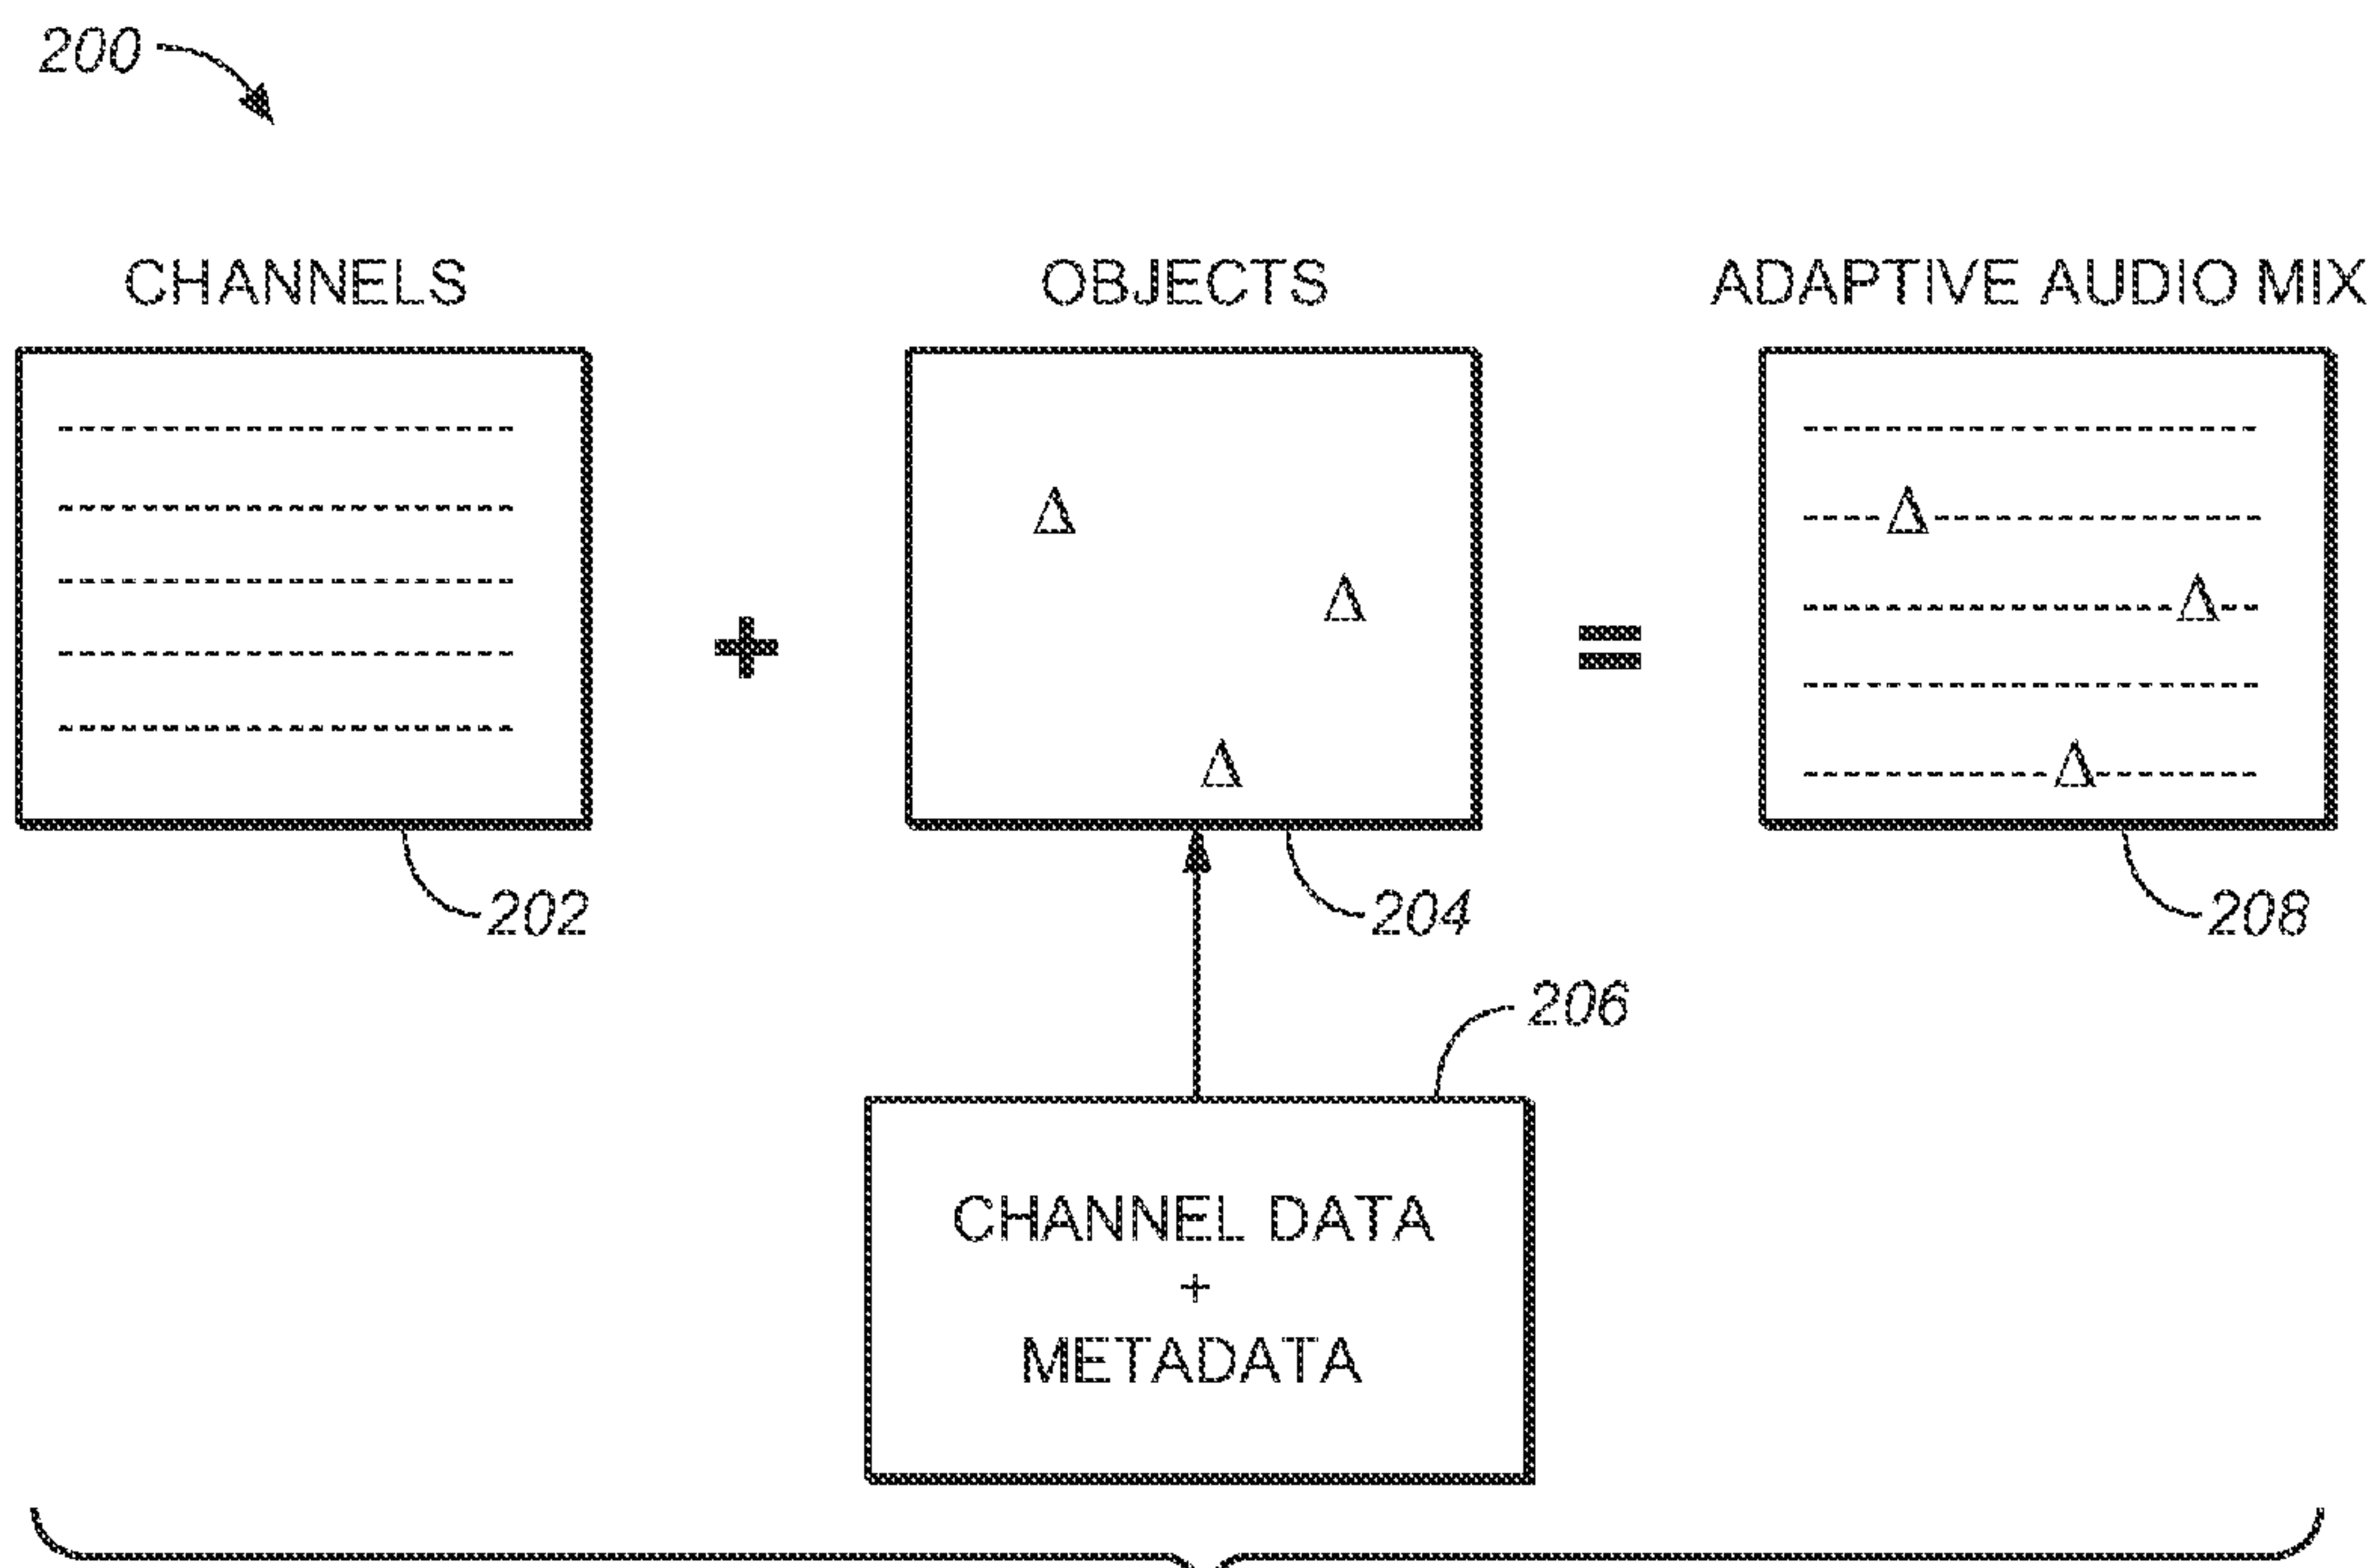 200
CHANNELS
OBJECTS
ADAPTIVE AUDIO MIX
+
=
202
204
208
206
CHANNEL DATA
+
METADATA